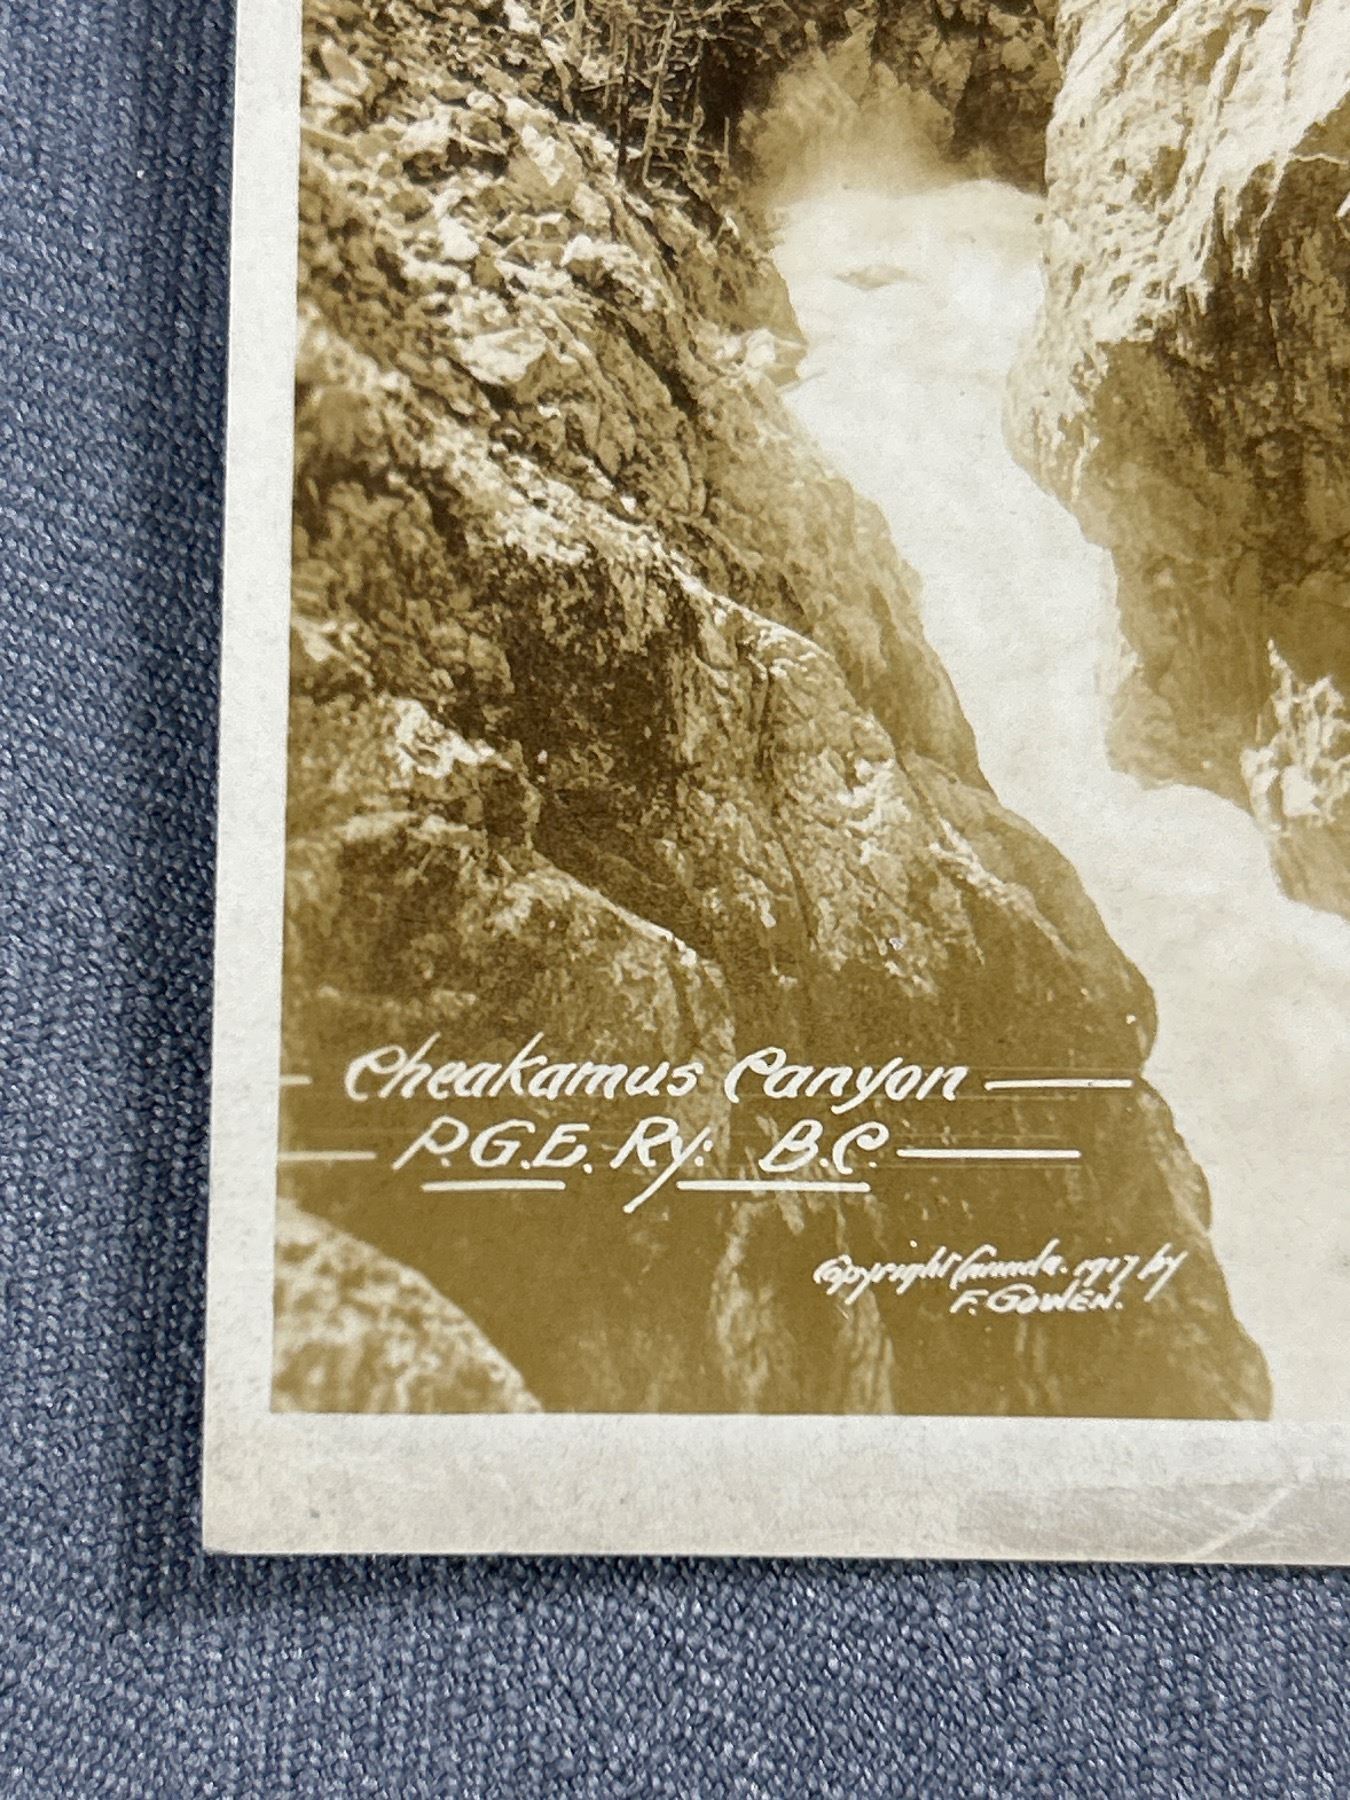 Cheakamus Canyon
P.G.E. Ry: B.C.
Copyright Canada. 1917 by
F. GOWEN.